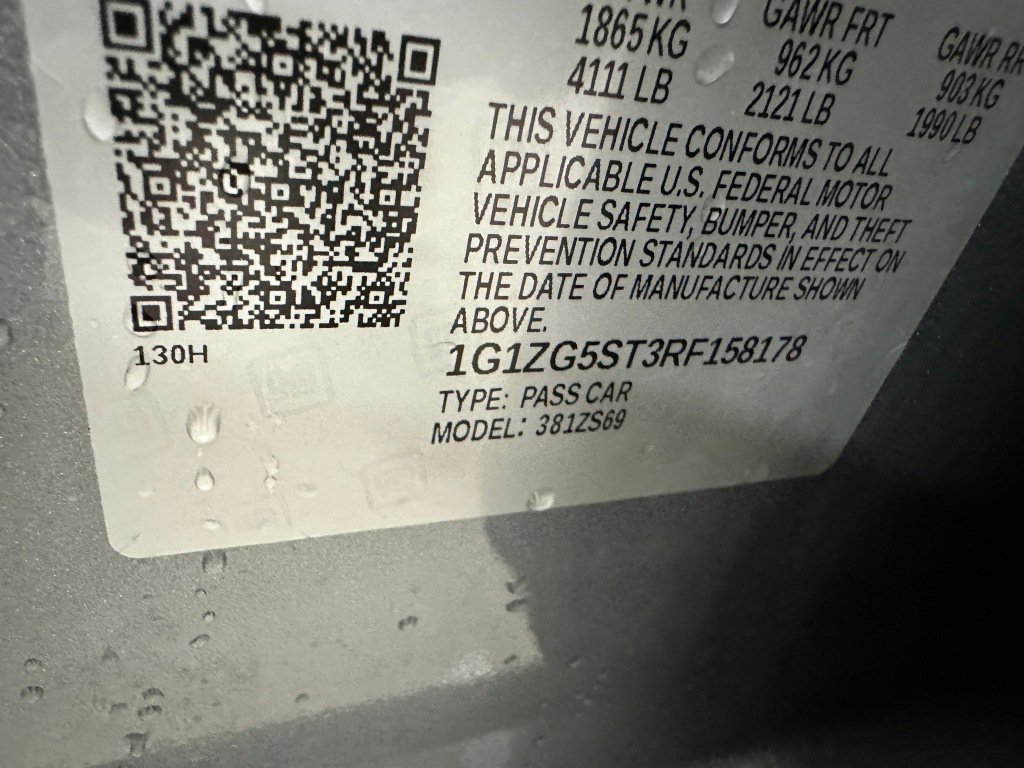 GAWR FRT GAWR RR
1865 KG 962 KG 903 KG
4111 LB 2121 LB 1990 LB
THIS VEHICLE CONFORMS TO ALL
APPLICABLE U.S. FEDERAL MOTOR
VEHICLE SAFETY, BUMPER, AND THEFT
PREVENTION STANDARDS IN EFFECT ON
THE DATE OF MANUFACTURE SHOWN
ABOVE.
130H
1G1ZG5ST3RF158178
TYPE: PASS CAR
MODEL: 381ZS69